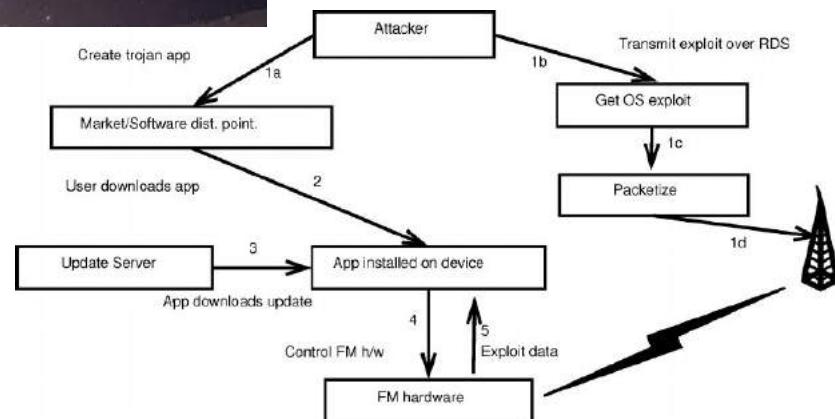 Attacker
Create trojan app
Transmit exploit over RDS
1a
1b
Get OS exploit
Market/Software dist. point.
1c
User downloads app
2
Packetize
1d
3
Update Server
App installed on device
App downloads update
4
5
Control FM h/w
Exploit data
FM hardware